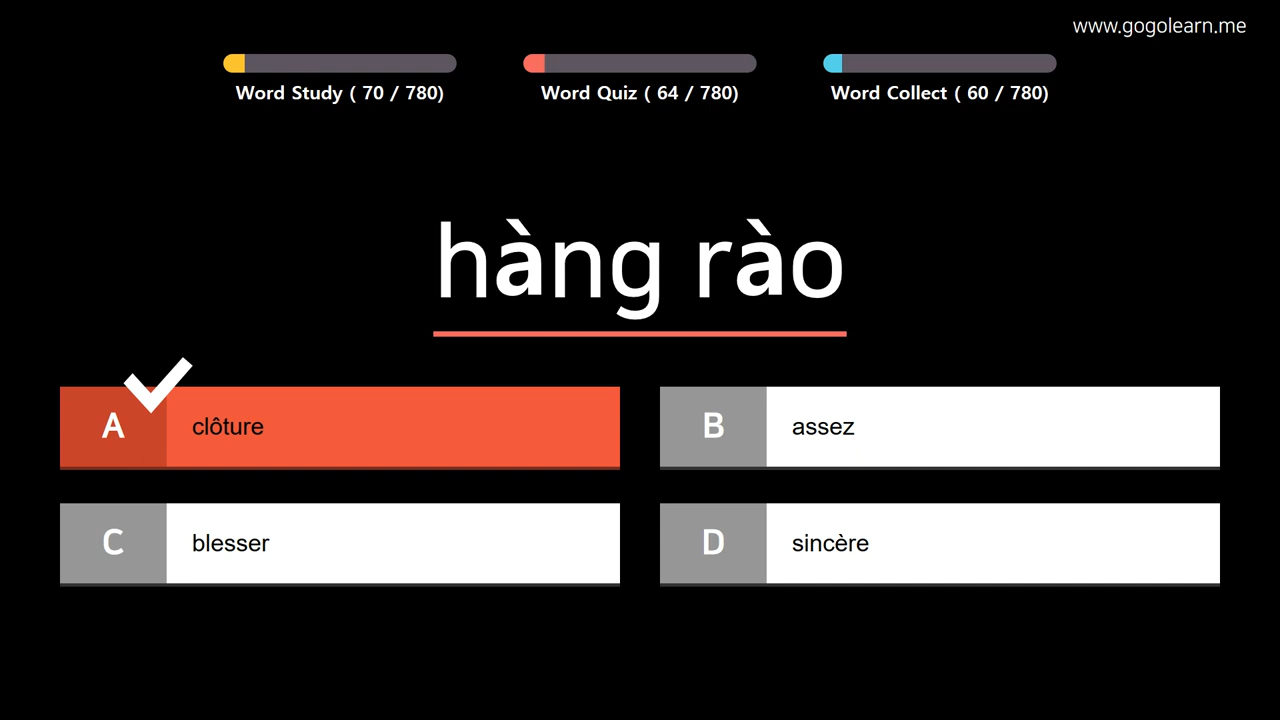 www.gogolearn.me
Word Study ( 70 / 780)
Word Quiz ( 64 / 780)
Word Collect ( 60 / 780)
hàng rào
A clôture
B assez
C blesser
D sincère